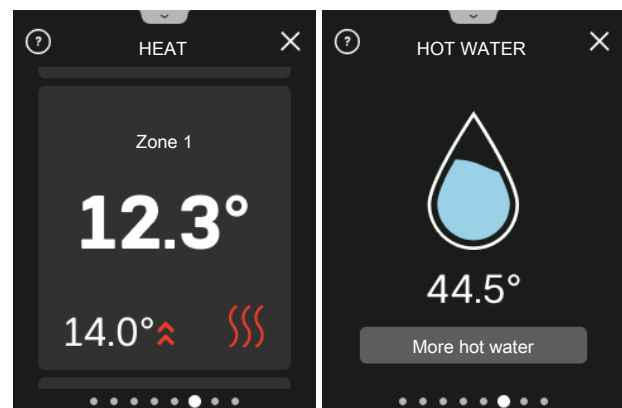 ?
HEAT
Zone 1
12.3°
14.0°
?
HOT WATER
44.5°
More hot water